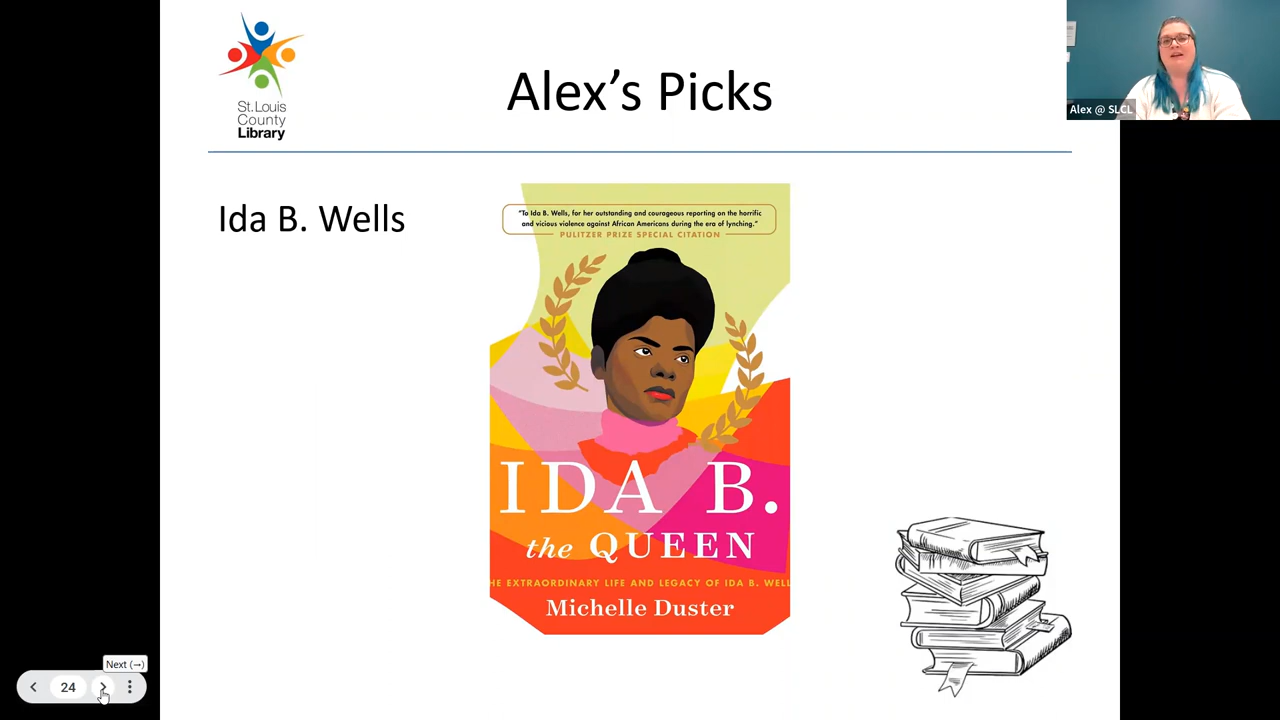 St.Louis
County
Library
Alex's Picks
Alex @ SLCL
Ida B. Wells
"To Ida B. Wells, for her outstanding and courageous reporting on the horrific
and vicious violence against African Americans during the era of lynching."
PULITZER PRIZE SPECIAL CITATION
IDA B.
the QUEEN
HE EXTRAORDINARY LIFE AND LEGACY OF IDA B. WELL
Michelle Duster
Next (→)
24